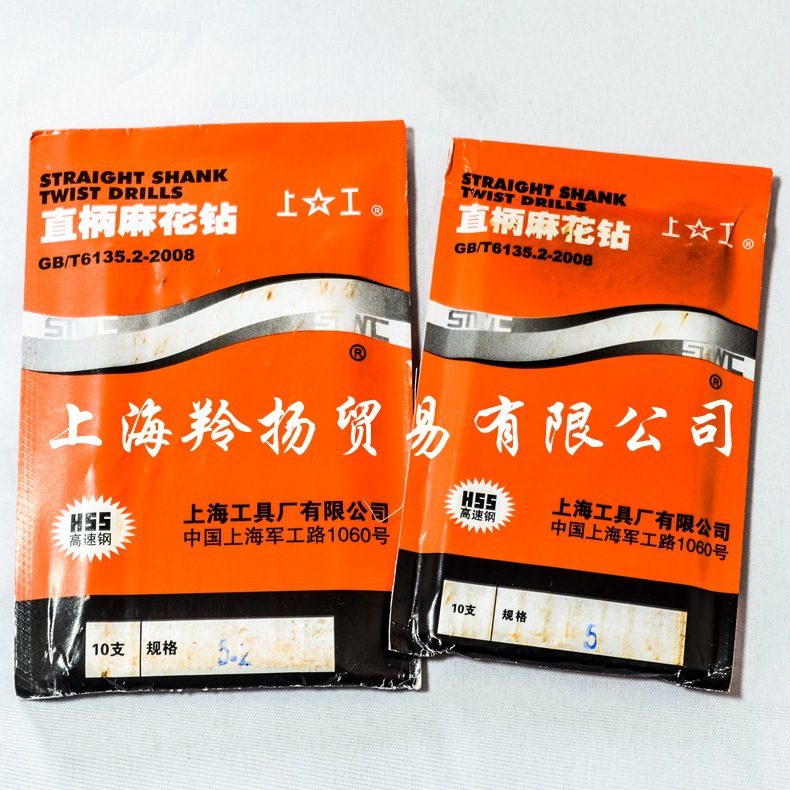 STRAIGHT SHANK
TWIST DRILLS
直柄麻花钻
上☆工®
GB/T6135.2-2008
STWC
STWC
®
HSS
高速钢
上海工具厂有限公司
中国上海军工路1060号
10支 规格 5.2
STRAIGHT SHANK
TWIST DRILLS
直柄麻花钻
上☆工®
GB/T6135.2-2008
STWC
STWC
®
HSS
高速钢
上海工具厂有限公司
中国上海军工路1060号
10支 规格 5
上海羚扬贸易有限公司